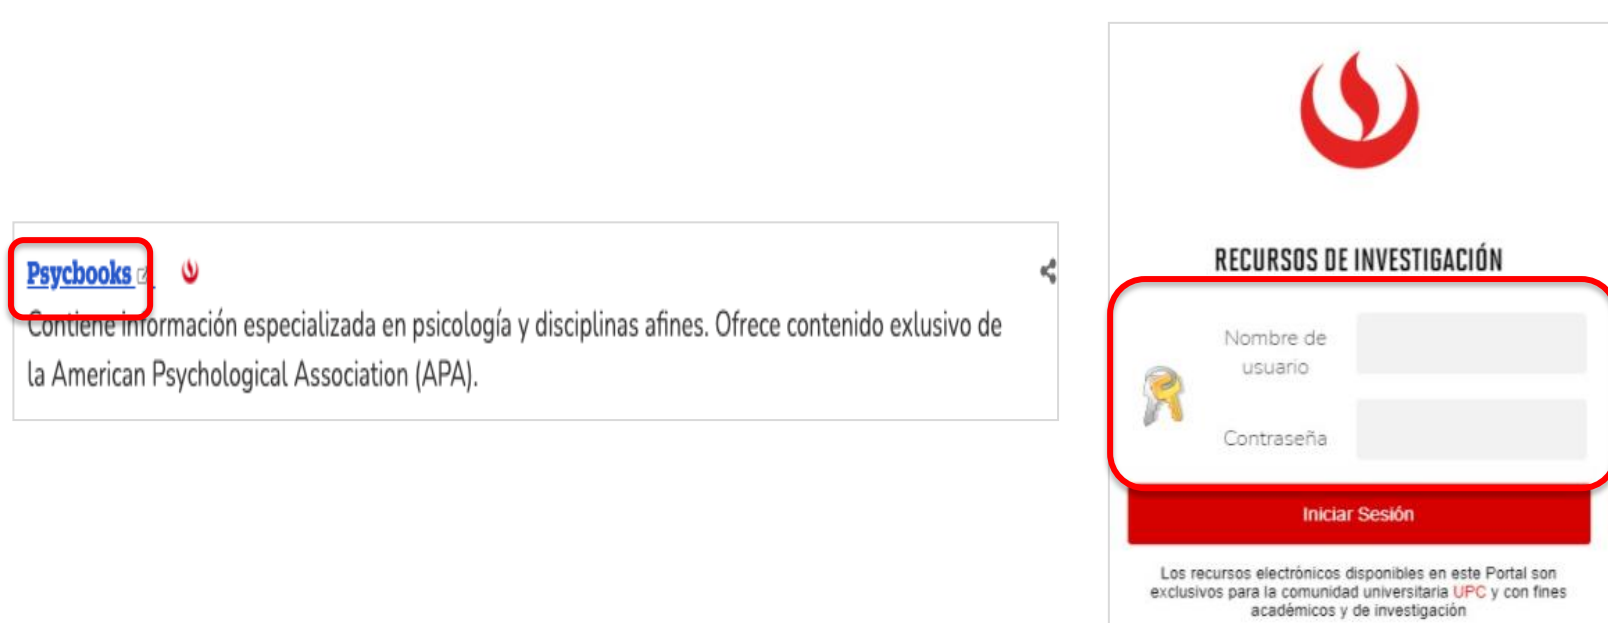 Psycbooks
Contiene información especializada en psicología y disciplinas afines. Ofrece contenido exlusivo de
la American Psychological Association (APA).
RECURSOS DE INVESTIGACIÓN
Nombre de
usuario
Contraseña
Iniciar Sesión
Los recursos electrónicos disponibles en este Portal son
exclusivos para la comunidad universitaria UPC y con fines
académicos y de investigación